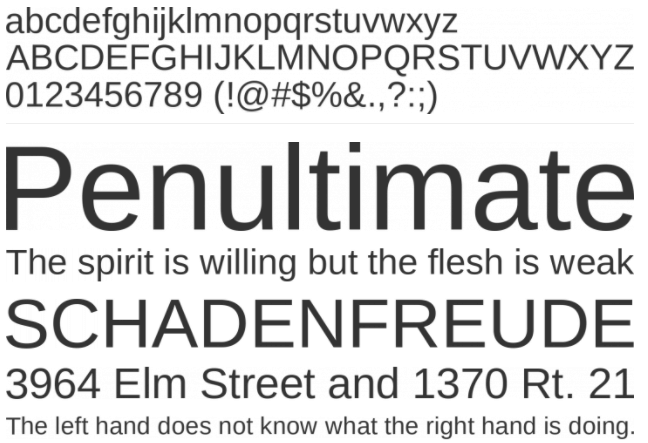 abcdefghijklmnopqrstuvwxyz
ABCDEFGHIJKLMNOPQRSTUVWXYZ
0123456789 (!@#$%&.,?:;)
Penultimate
The spirit is willing but the flesh is weak
SCHADENFREUDE
3964 Elm Street and 1370 Rt. 21
The left hand does not know what the right hand is doing.